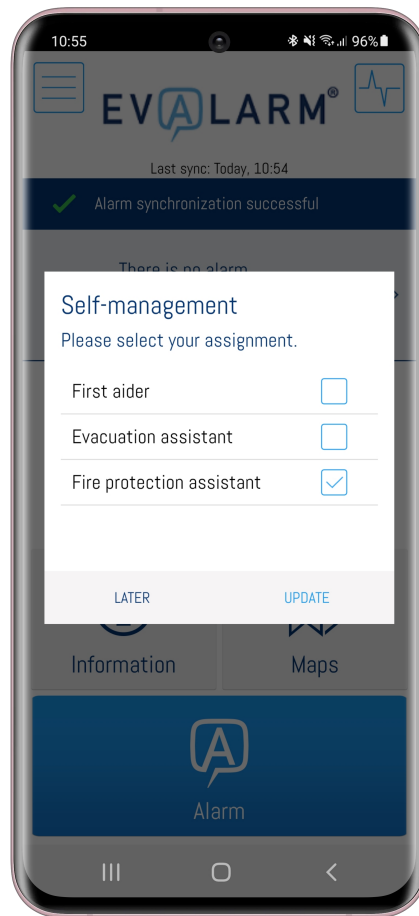 10:55
96%
EVALARM®
Last sync: Today, 10:54
Alarm synchronization successful
There is no alarm
Self-management
Please select your assignment.
First aider
Evacuation assistant
Fire protection assistant
LATER
UPDATE
Information
Maps
Alarm